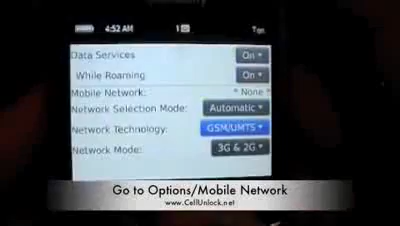 4:52 AM 1
Data Services On
While Roaming On
Mobile Network: * None *
Network Selection Mode: Automatic
Network Technology: GSM/UMTS
Network Mode: 3G & 2G
Go to Options/Mobile Network
www.CellUnlock.net